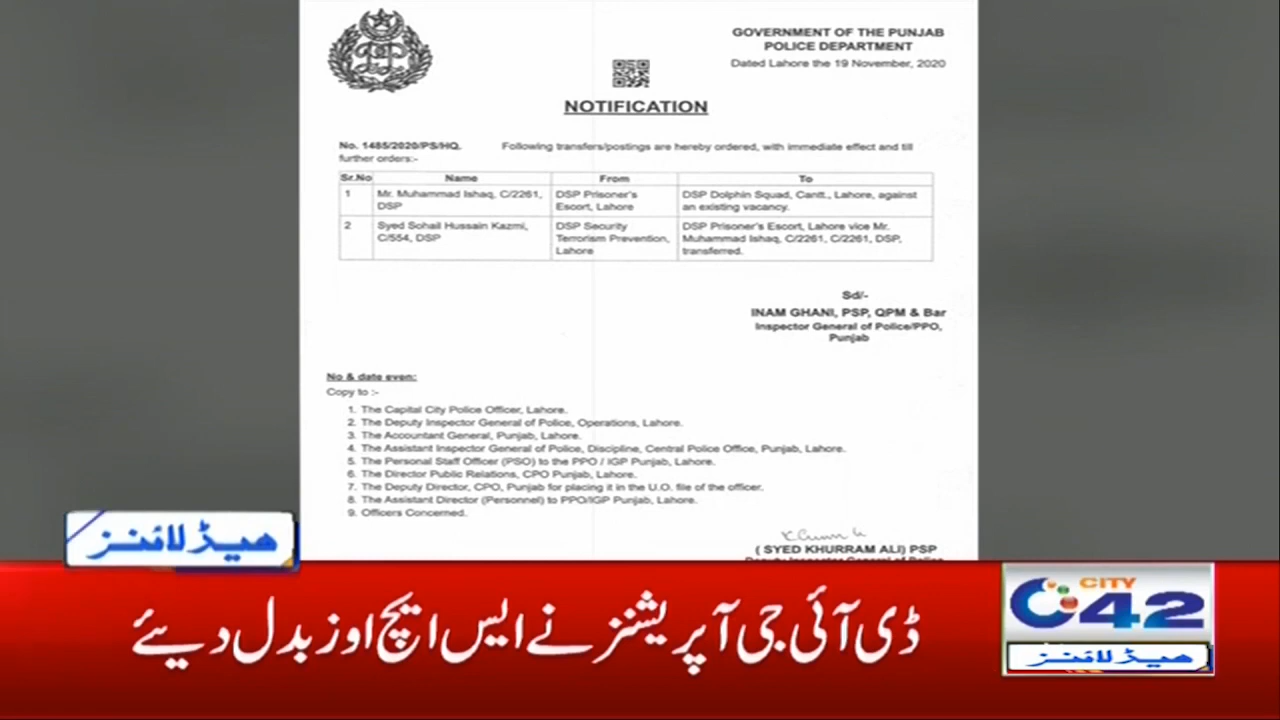 GOVERNMENT OF THE PUNJAB
POLICE DEPARTMENT
Dated Lahore the 19 November, 2020
NOTIFICATION
No. 1485/2020/PS/HQ. Following transfers/postings are hereby ordered, with immediate effect and till
further orders:-
Sr.No Name From To
1 Mr. Muhammad Ishaq, C/2261, DSP Prisoner's DSP Dolphin Squad, Cantt., Lahore, against
DSP Escort, Lahore an existing vacancy.
2 Syed Sohail Hussain Kazmi, DSP Security DSP Prisoner's Escort, Lahore vice Mr.
C/554, DSP Terrorism Prevention, Muhammad Ishaq, C/2261, C/2261, DSP,
Lahore transferred.
Sd/-
INAM GHANI, PSP, QPM & Bar
Inspector General of Police/PPO,
Punjab
No & date even:
Copy to :-
1. The Capital City Police Officer, Lahore.
2. The Deputy Inspector General of Police, Operations, Lahore.
3. The Accountant General, Punjab, Lahore.
4. The Assistant Inspector General of Police, Discipline, Central Police Office, Punjab, Lahore.
5. The Personal Staff Officer (PSO) to the PPO / IGP Punjab, Lahore.
6. The Director Public Relations, CPO Punjab, Lahore.
7. The Deputy Director, CPO, Punjab for placing it in the U.O. file of the officer.
8. The Assistant Director (Personnel) to PPO/IGP Punjab, Lahore.
9. Officers Concerned.
( SYED KHURRAM ALI) PSP
Deputy Inspector General of Police
ہیڈ لائنز
ڈی آئی جی آپریشنز نے ایس ایچ اوز بدل دیئے
CITY
42
ہیڈ لائنز